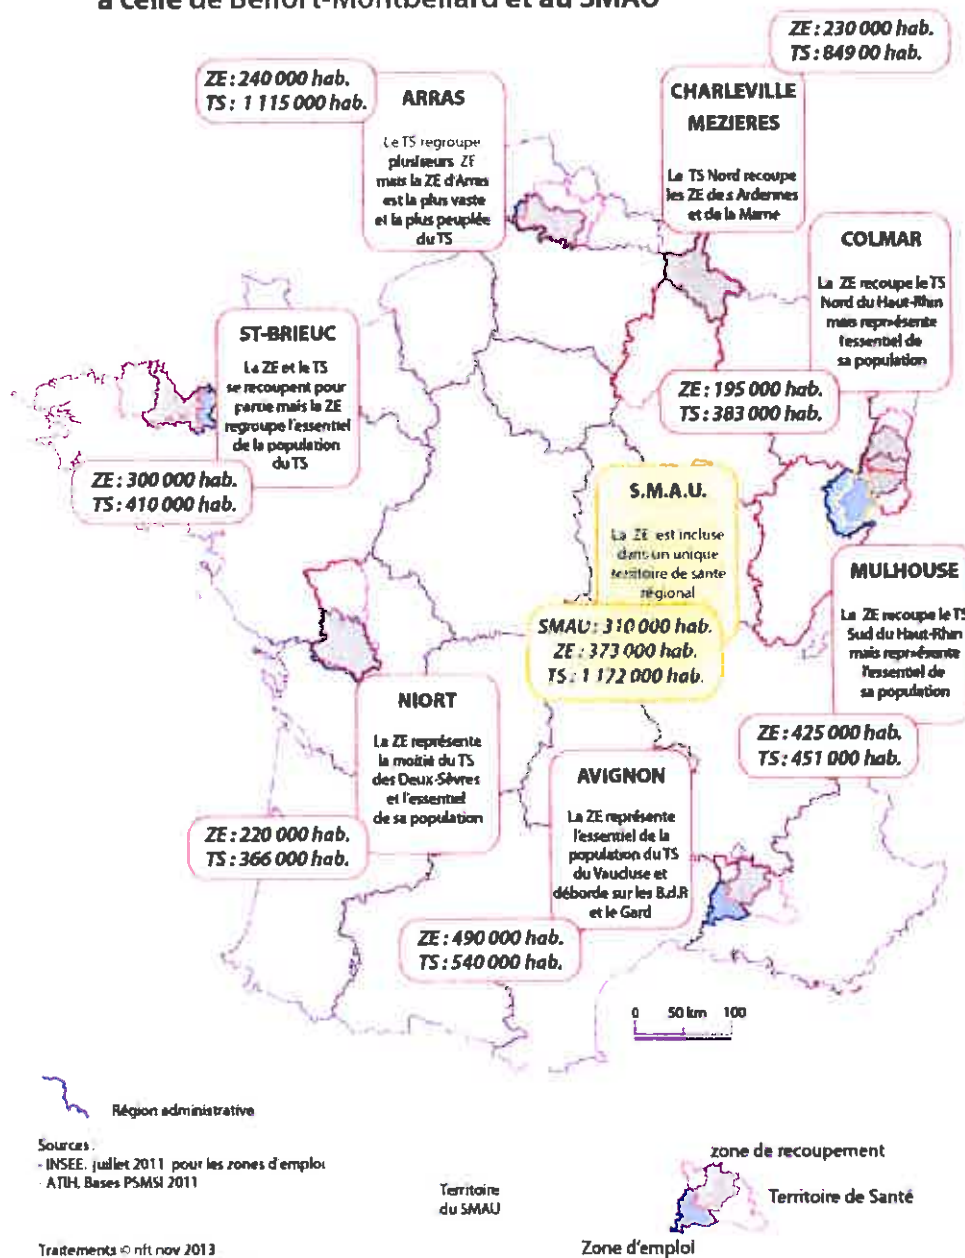 à celle de Belfort-Montbéliard et au SMAU
ZE : 230 000 hab.
TS : 849 00 hab.
ZE : 240 000 hab.
TS : 1 115 000 hab.
ARRAS
Le TS regroupe
plusieurs ZE
mais la ZE d'Arras
est la plus vaste
et la plus peuplée
du TS
CHARLEVILLE
MEZIERES
Le TS Nord recoupe
les ZE des Ardennes
et de la Marne
COLMAR
La ZE recoupe le TS
Nord du Haut-Rhin
mais représente
l'essentiel de
sa population
ZE : 195 000 hab.
TS : 383 000 hab.
ST-BRIEUC
La ZE et le TS
se recoupent pour
partie mais la ZE
regroupe l'essentiel
de la population
du TS
ZE : 300 000 hab.
TS : 410 000 hab.
S.M.A.U.
La ZE est incluse
dans un unique
territoire de santé
régional
SMAU : 310 000 hab.
ZE : 373 000 hab.
TS : 1 172 000 hab.
MULHOUSE
La ZE recoupe le TS
Sud du Haut-Rhin
mais représente
l'essentiel de
sa population
ZE : 425 000 hab.
TS : 451 000 hab.
NIORT
La ZE représente
la moitié du TS
des Deux-Sèvres
et l'essentiel
de sa population
ZE : 220 000 hab.
TS : 366 000 hab.
AVIGNON
La ZE représente
l'essentiel de la
population du TS
du Vaucluse et
déborde sur les B.d.R
et le Gard
ZE : 490 000 hab.
TS : 540 000 hab.
0 50 km 100
Région administrative
Sources :
- INSEE, juillet 2011 pour les zones d'emploi
- ATIH, Bases PSMSI 2011
Territoire
du SMAU
zone de recoupement
Territoire de Santé
Zone d'emploi
Traitements © nft nov 2013